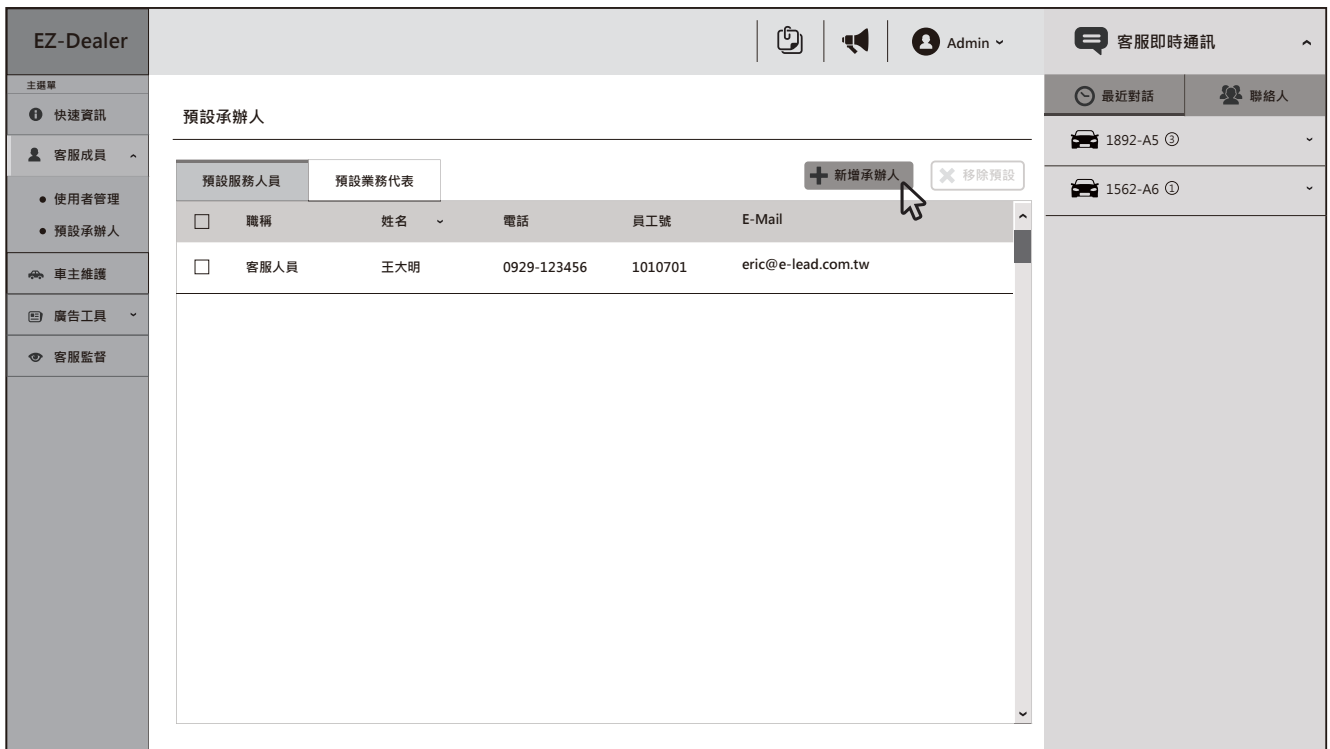 EZ-Dealer
Admin
主選單
快速資訊
客服成員
使用者管理
預設承辦人
車主維護
廣告工具
客服監督
預設承辦人
預設服務人員 預設業務代表 新增承辦人 移除預設
職稱 姓名 電話 員工號 E-Mail
客服人員 王大明 0929-123456 1010701 eric@e-lead.com.tw
客服即時通訊
最近對話 聯絡人
1892-A5 ③
1562-A6 ①